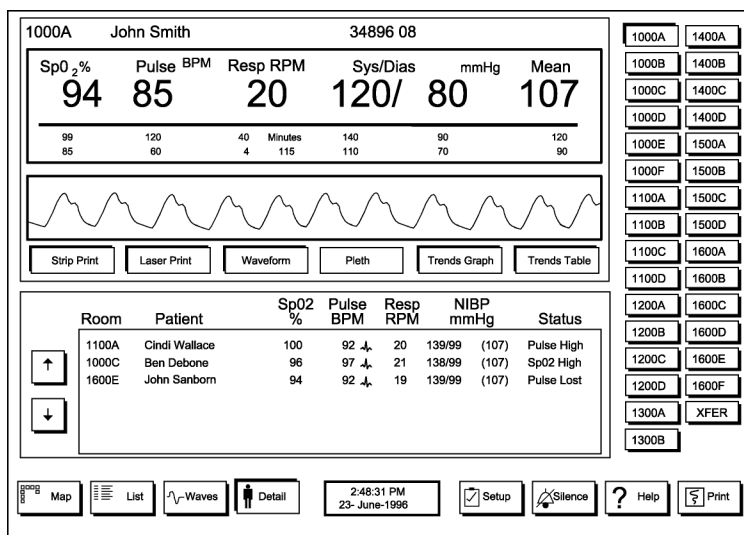 1000A John Smith 34896 08
Sp0 2 % Pulse BPM Resp RPM Sys/Dias mmHg Mean
94 85 20 120/ 80 107
99 120 40 Minutes 140 90 120
85 60 4 115 110 70 90
Strip Print Laser Print Waveform Pleth Trends Graph Trends Table
Sp02 Pulse Resp NIBP
Room Patient % BPM RPM mmHg Status
1100A Cindi Wallace 100 92 20 139/99 (107) Pulse High
1000C Ben Debone 96 97 21 138/99 (107) Sp02 High
1600E John Sanborn 94 92 19 139/99 (107) Pulse Lost
1000A 1400A
1000B 1400B
1000C 1400C
1000D 1400D
1000E 1500A
1000F 1500B
1100A 1500C
1100B 1500D
1100C 1600A
1100D 1600B
1200A 1600C
1200B 1600D
1200C 1600E
1200D 1600F
1300A XFER
1300B
Map List Waves Detail 2:48:31 PM Setup Silence ? Help Print
23- June-1996